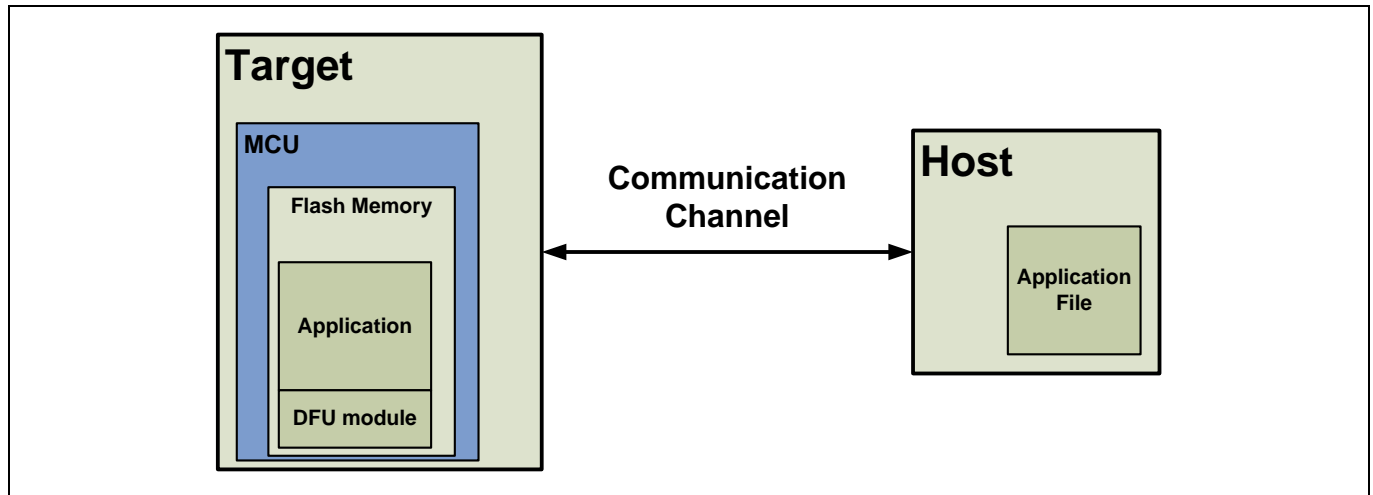 Target
MCU
Flash Memory
Application
DFU module
Communication
Channel
Host
Application
File